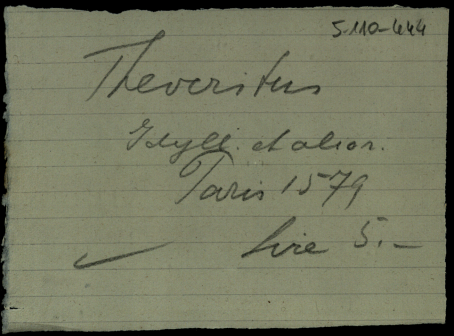 5-110-444
Theocritus
Idyll. et alior.
Paris 1579
Lire 5.–